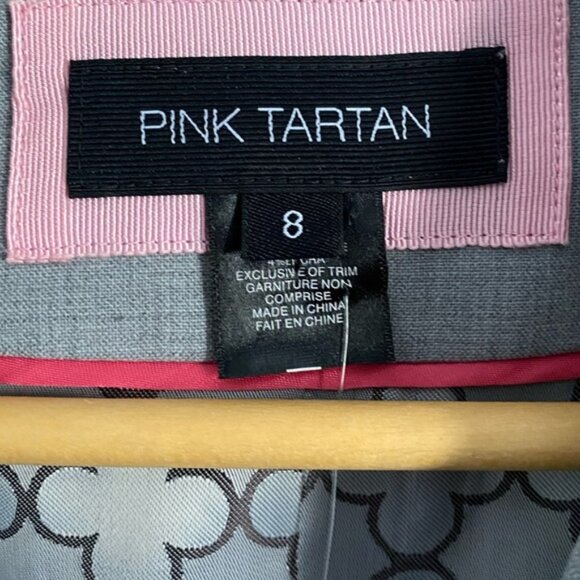 PINK TARTAN
8
EXCLUSIVE OF TRIM
GARNITURE NON
COMPRISE
MADE IN CHINA
FAIT EN CHINE